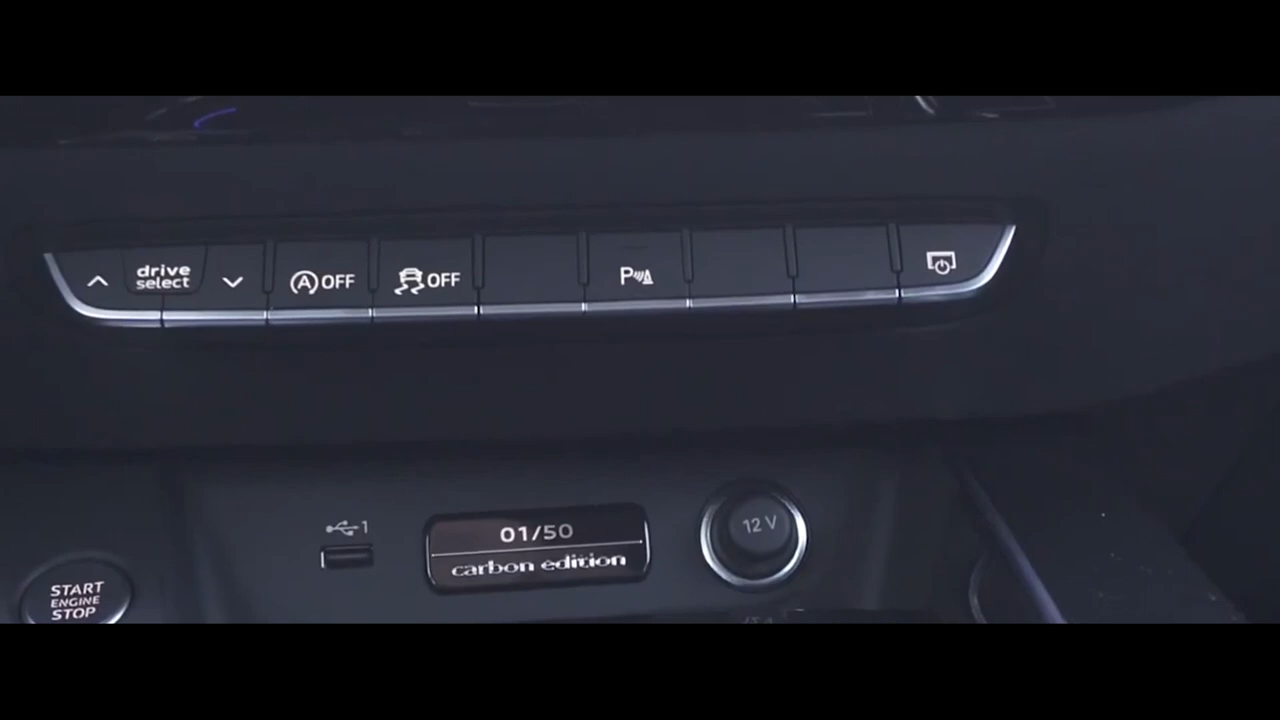 drive
select
A OFF
OFF
P
1
01/50
carbon edition
12 V
START
ENGINE
STOP